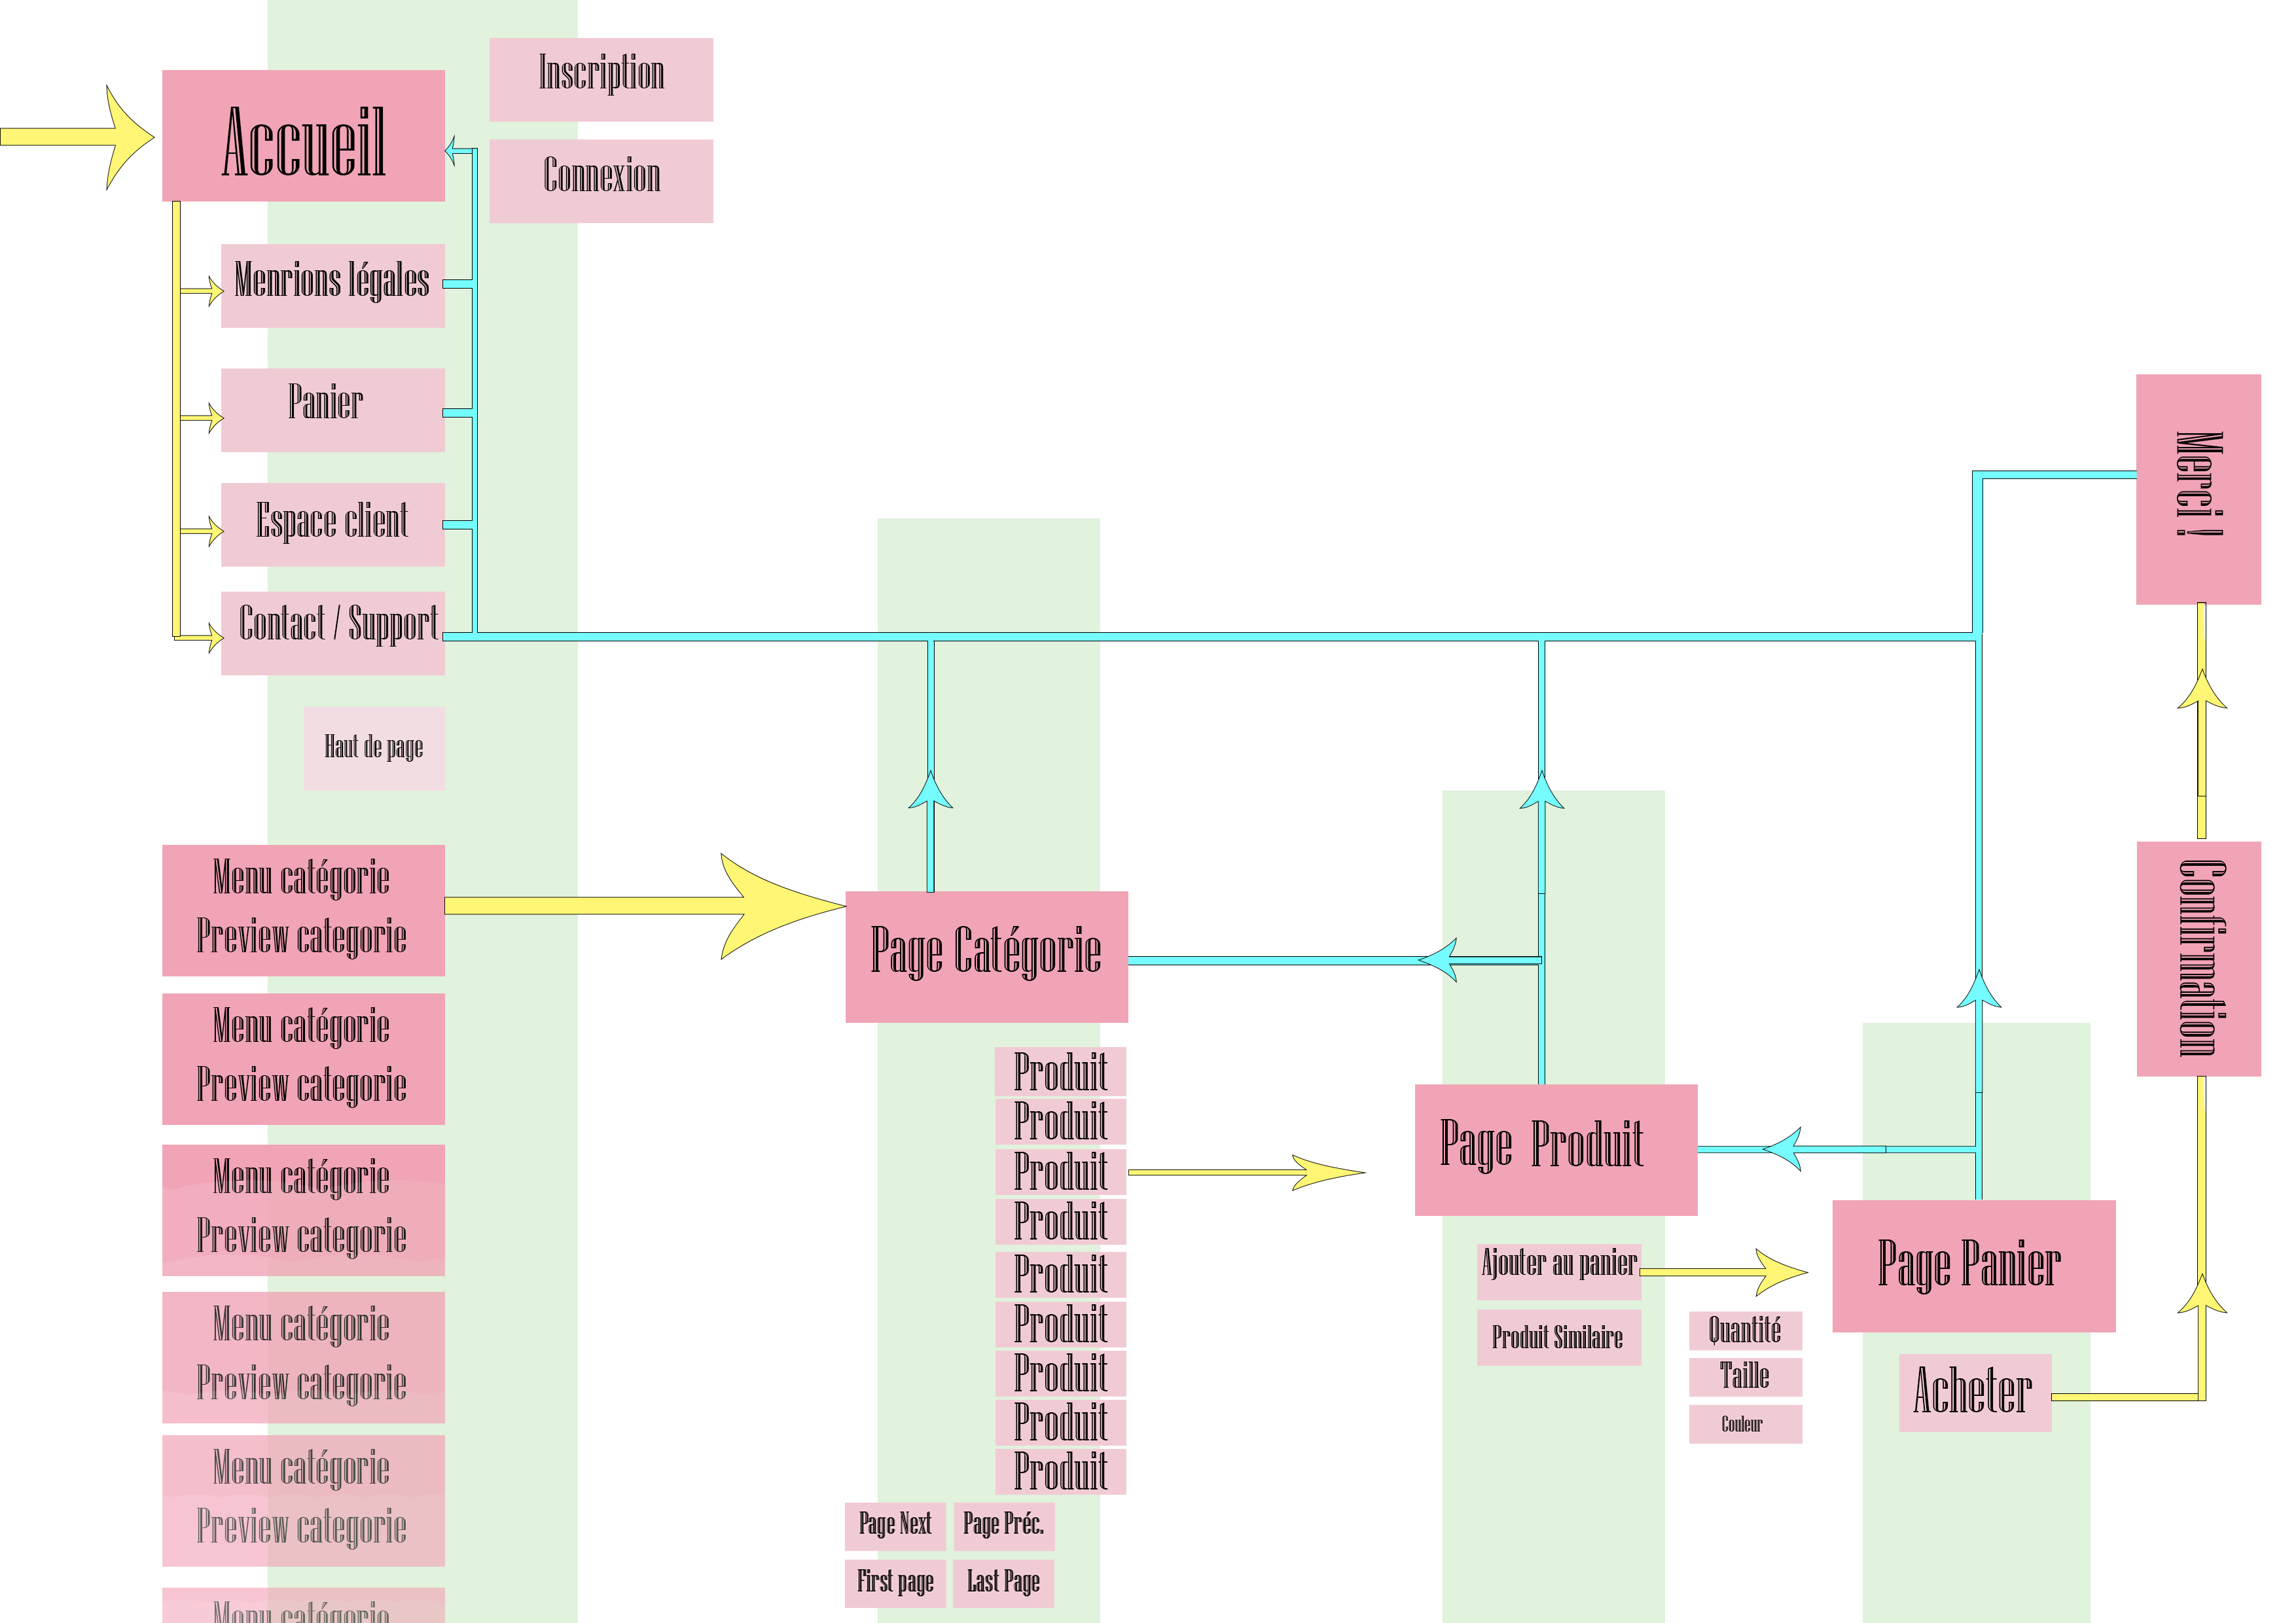 Inscription
Accueil
Connexion
Menrions légales
Panier
Espace client
Contact / Support
Haut de page
Menu catégorie
Preview categorie
Menu catégorie
Preview categorie
Menu catégorie
Preview categorie
Menu catégorie
Preview categorie
Menu catégorie
Preview categorie
Menu catégorie
Page Catégorie
Produit
Produit
Produit
Produit
Produit
Produit
Produit
Produit
Produit
Page Next
Page Préc.
First page
Last Page
Page Produit
Ajouter au panier
Produit Similaire
Quantité
Taille
Couleur
Page Panier
Acheter
Confirmation
Merci !